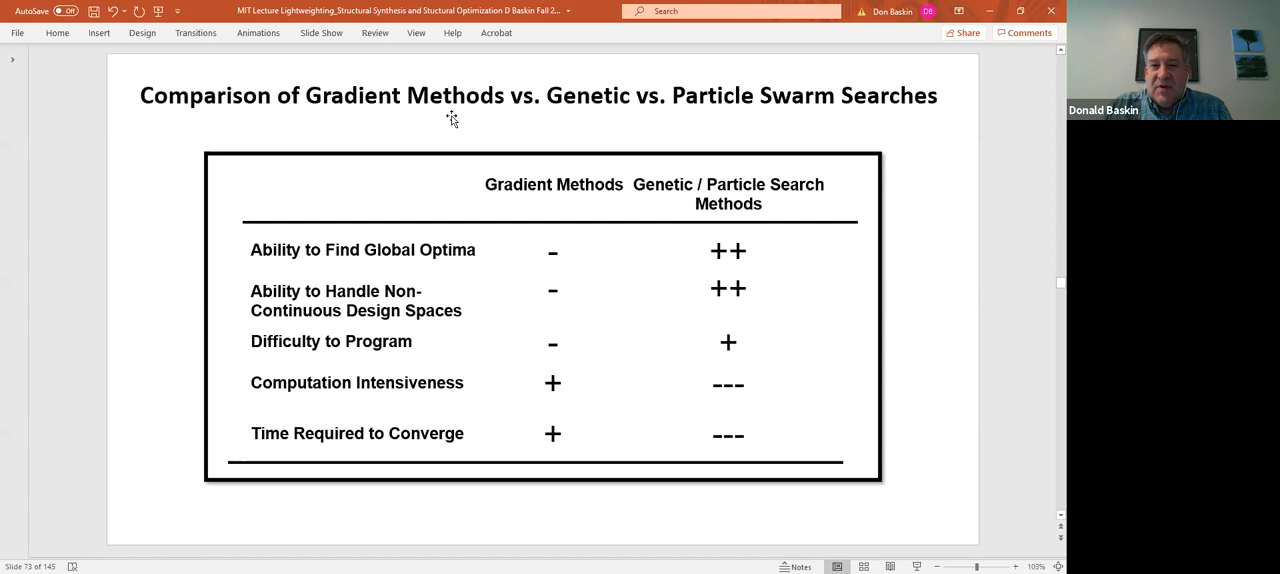 AutoSave Off
MIT Lecture Lightweighting_Structural Synthesis and Stuctural Optimization D Baskin Fall 2...
Search
Don Baskin DB
File Home Insert Design Transitions Animations Slide Show Review View Help Acrobat Share Comments
Comparison of Gradient Methods vs. Genetic vs. Particle Swarm Searches
Gradient Methods Genetic / Particle Search
Methods
Ability to Find Global Optima - ++
Ability to Handle Non- - ++
Continuous Design Spaces
Difficulty to Program - +
Computation Intensiveness + ---
Time Required to Converge + ---
Slide 73 of 145 Notes 103%
Donald Baskin